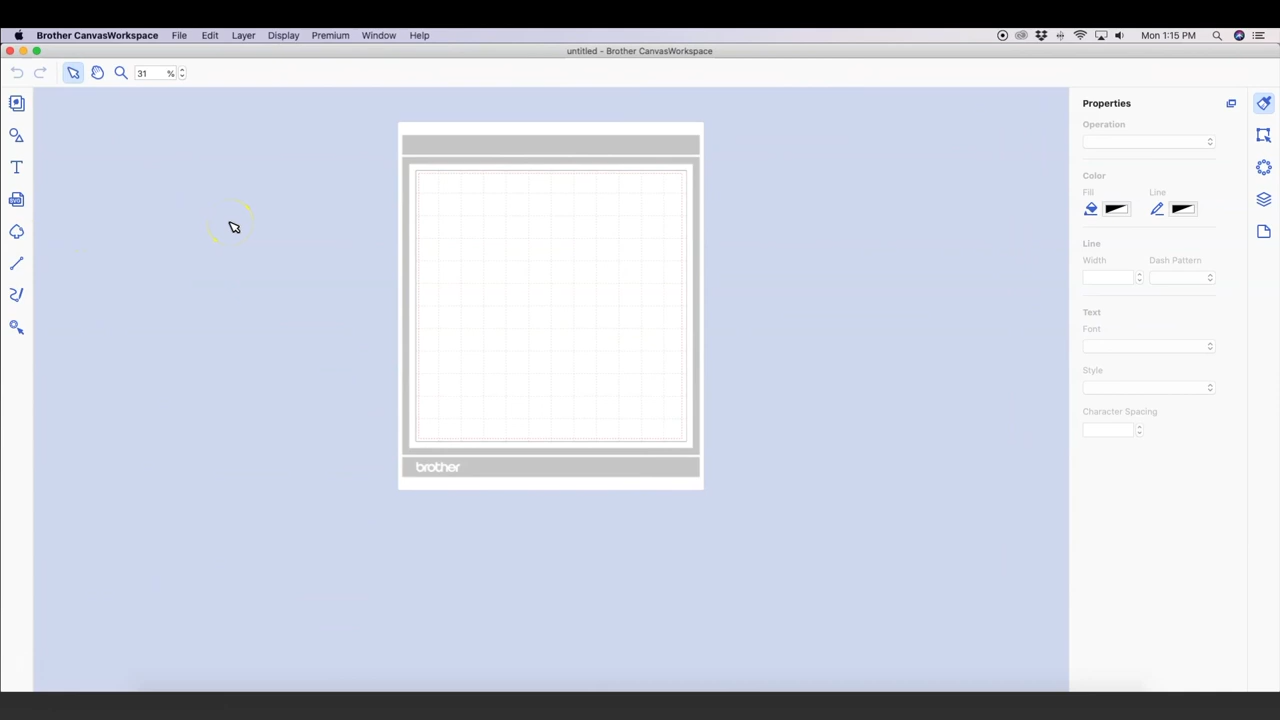 Brother CanvasWorkspace File Edit Layer Display Premium Window Help Mon 1:15 PM
untitled - Brother CanvasWorkspace
31 %
Properties
Operation
Color
Fill Line
Line
Width Dash Pattern
Text
Font
Style
Character Spacing
brother